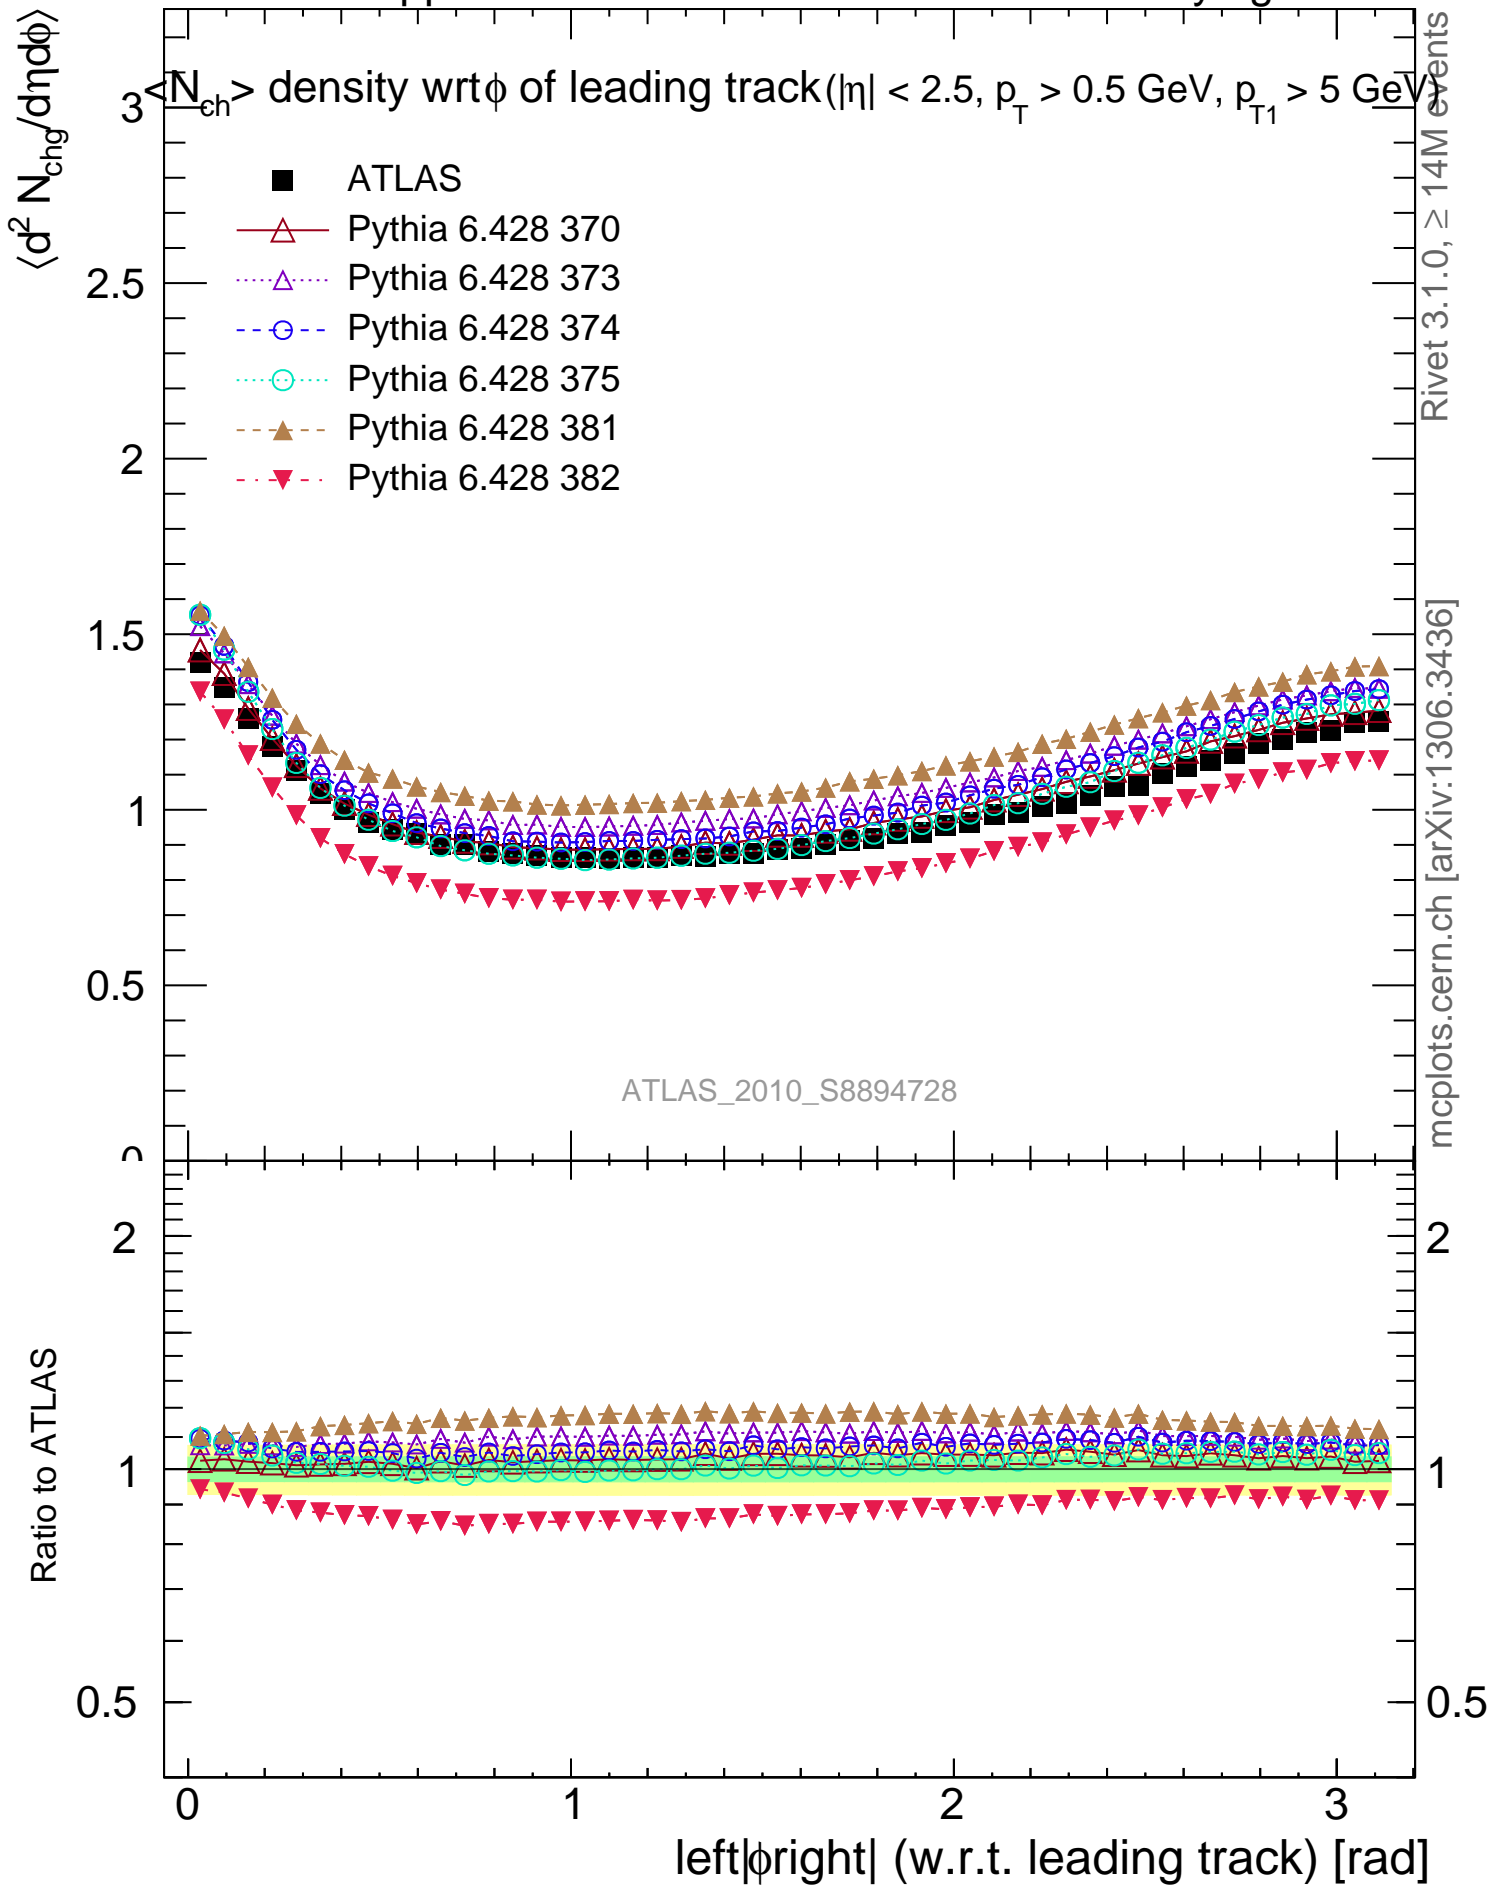 ⟨d² N_chg/dηdϕ⟩
<N_ch> density wrt ϕ of leading track (|η| < 2.5, p_T > 0.5 GeV, p_T1 > 5 GeV)
ATLAS
Pythia 6.428 370
Pythia 6.428 373
Pythia 6.428 374
Pythia 6.428 375
Pythia 6.428 381
Pythia 6.428 382
3
2.5
2
1.5
1
0.5
0
ATLAS_2010_S8894728
Rivet 3.1.0, ≥ 14M events
mcplots.cern.ch [arXiv:1306.3436]
Ratio to ATLAS
2
1
0.5
2
1
0.5
0
1
2
3
left|ϕright| (w.r.t. leading track) [rad]